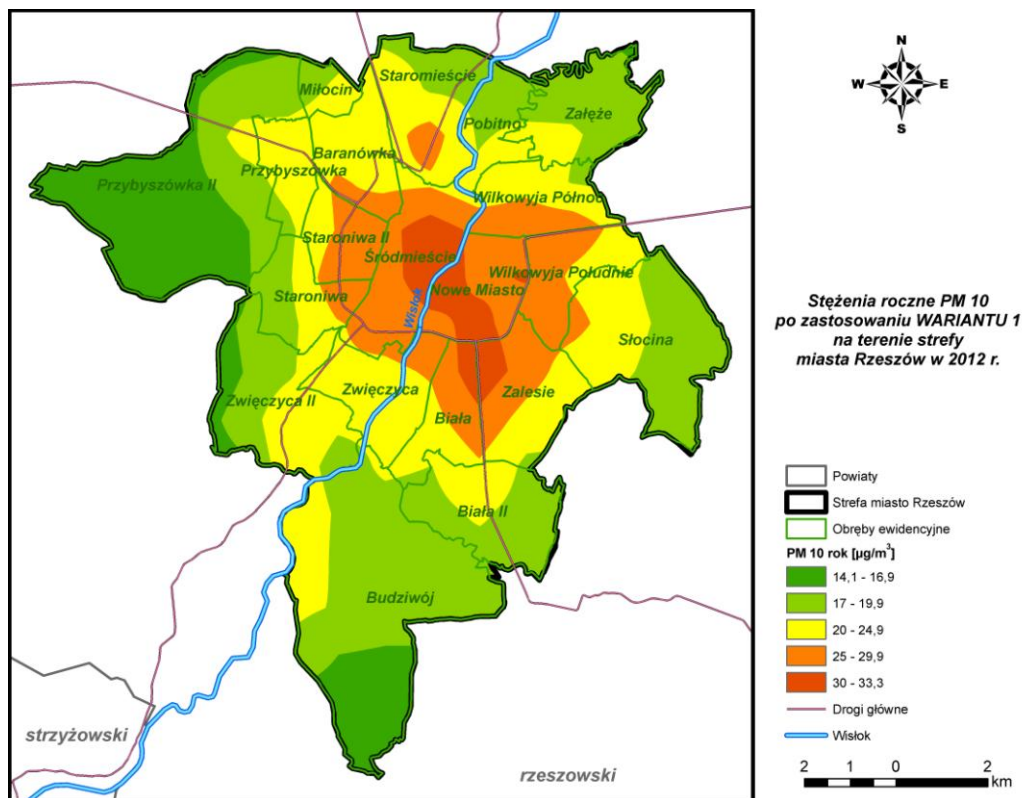 Staromieście
Miłocin
Załęże
Pobitno
Baranówka
Przybyszówka
Przybyszówka II
Wilkowyja Północ
Staroniwa II
Śródmieście
Wilkowyja Południe
Nowe Miasto
Staroniwa
Wisłok
Słocina
Zwięczyca
Zwięczyca II
Zalesie
Biała
Biała II
Budziwój
strzyżowski
rzeszowski
N
W E
S
Stężenia roczne PM 10
po zastosowaniu WARIANTU 1
na terenie strefy
miasta Rzeszów w 2012 r.
Powiaty
Strefa miasto Rzeszów
Obręby ewidencyjne
PM 10 rok [µg/m³]
14,1 - 16,9
17 - 19,9
20 - 24,9
25 - 29,9
30 - 33,3
Drogi główne
Wisłok
2 1 0 2
km